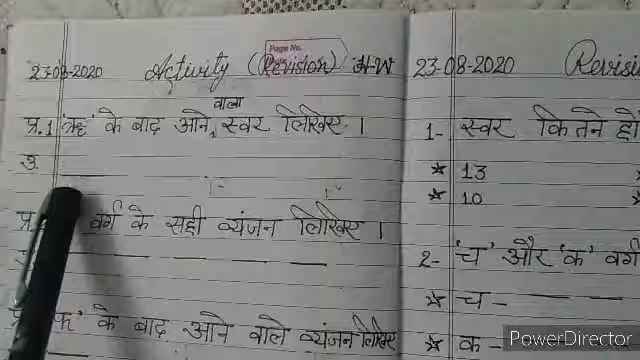 Page No.
23-08-2020 Activity (Revision) H-W
वाला
प्र.1 'ऋ' के बाद आने स्वर लिखिए ।
उ.
प्र. वर्ग के सही व्यंजन लिखिए ।
' के बाद आने वाले व्यंजन लिखिए
23-08-2020 Revisi
1- स्वर कितने हो
★ 13
★ 10
2- 'च' और 'क' वर्ग
★ च -
★ क -
PowerDirector